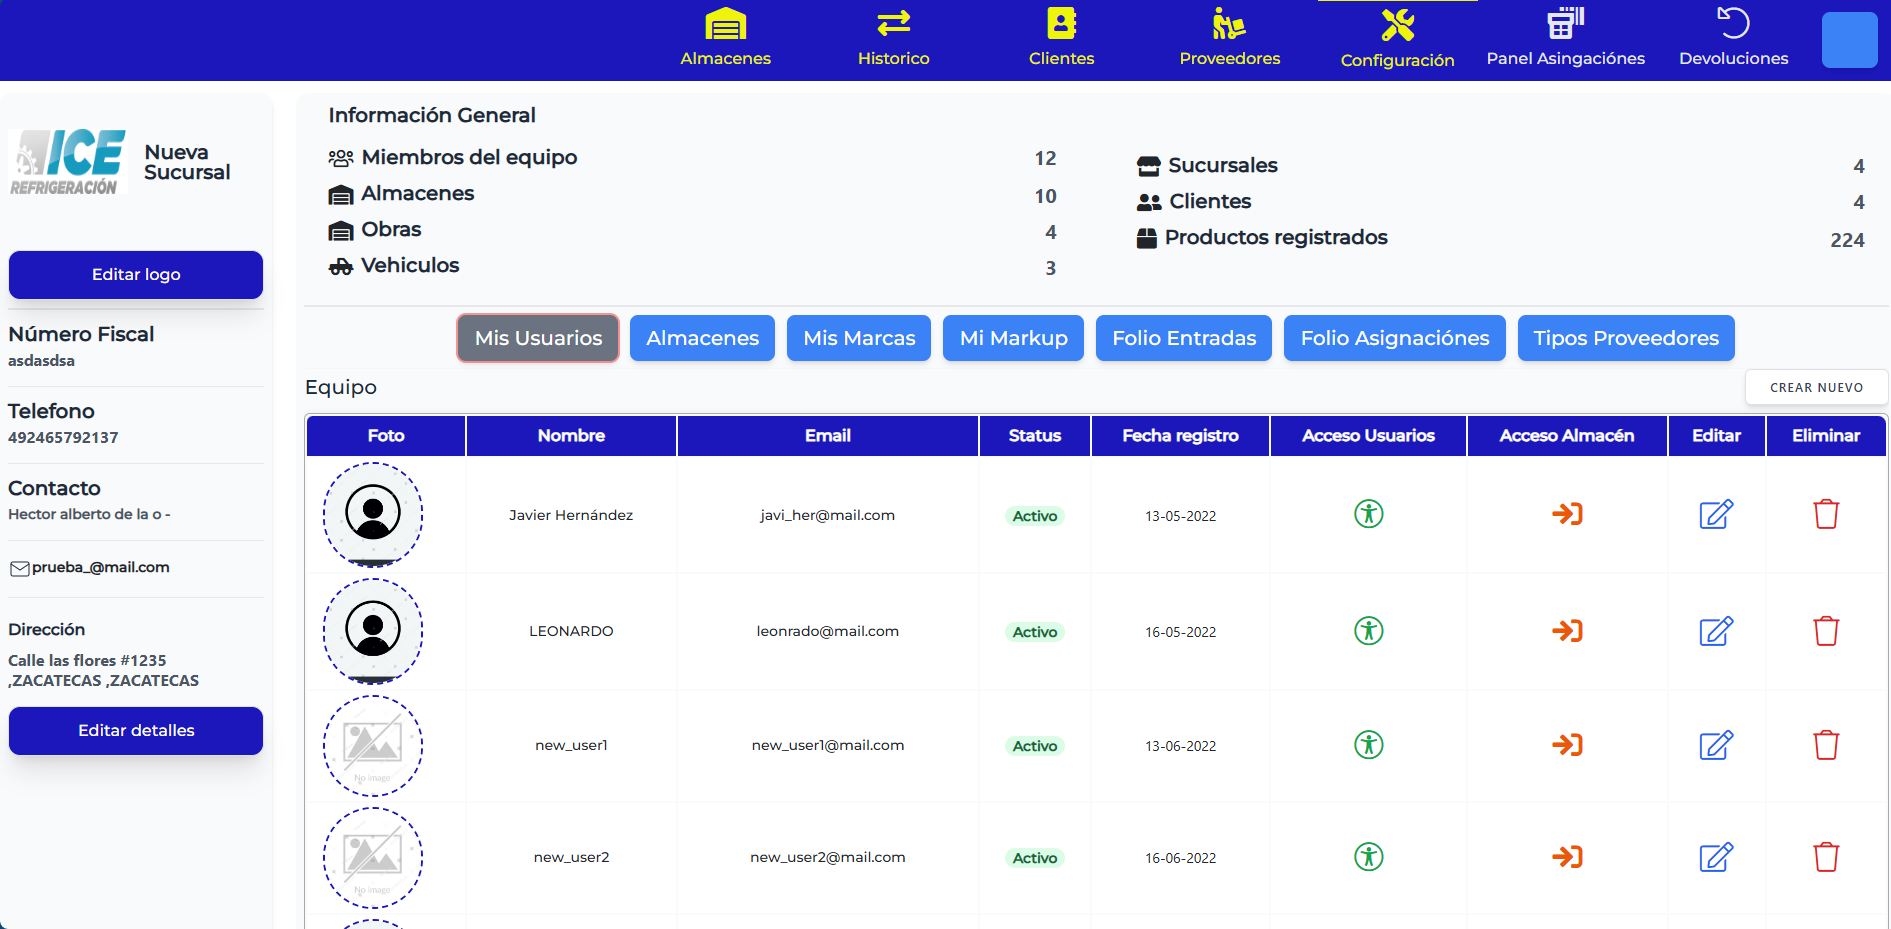 Almacenes
Historico
Clientes
Proveedores
Configuración
Panel Asingaciónes
Devoluciones
ICE
REFRIGERACIÓN
Nueva
Sucursal
Editar logo
Número Fiscal
asdasdsa
Telefono
492465792137
Contacto
Hector alberto de la o -
prueba_@mail.com
Dirección
Calle las flores #1235
,ZACATECAS ,ZACATECAS
Editar detalles
Información General
Miembros del equipo 12
Almacenes 10
Obras 4
Vehiculos 3
Sucursales 4
Clientes 4
Productos registrados 224
Mis Usuarios
Almacenes
Mis Marcas
Mi Markup
Folio Entradas
Folio Asignaciónes
Tipos Proveedores
Equipo
CREAR NUEVO
Foto Nombre Email Status Fecha registro Acceso Usuarios Acceso Almacén Editar Eliminar
Javier Hernández javi_her@mail.com Activo 13-05-2022
LEONARDO leonrado@mail.com Activo 16-05-2022
new_user1 new_user1@mail.com Activo 13-06-2022
No image
new_user2 new_user2@mail.com Activo 16-06-2022
No image